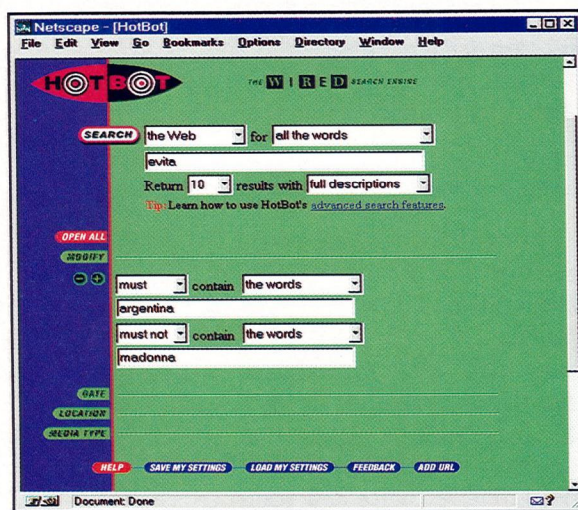 Netscape - [HotBot]
File Edit View Go Bookmarks Options Directory Window Help
HOTBOT THE WIRED SEARCH ENGINE
SEARCH the Web for all the words
evita
Return 10 results with full descriptions
Tip: Learn how to use HotBot's advanced search features.
OPEN ALL
MODIFY
must contain the words
argentina
must not contain the words
madonna
DATE
LOCATION
MEDIA TYPE
HELP SAVE MY SETTINGS LOAD MY SETTINGS FEEDBACK ADD URL
Document: Done